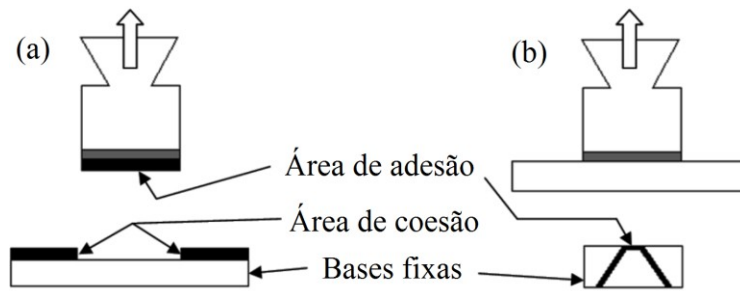 (a)
(b)
Área de adesão
Área de coesão
Bases fixas